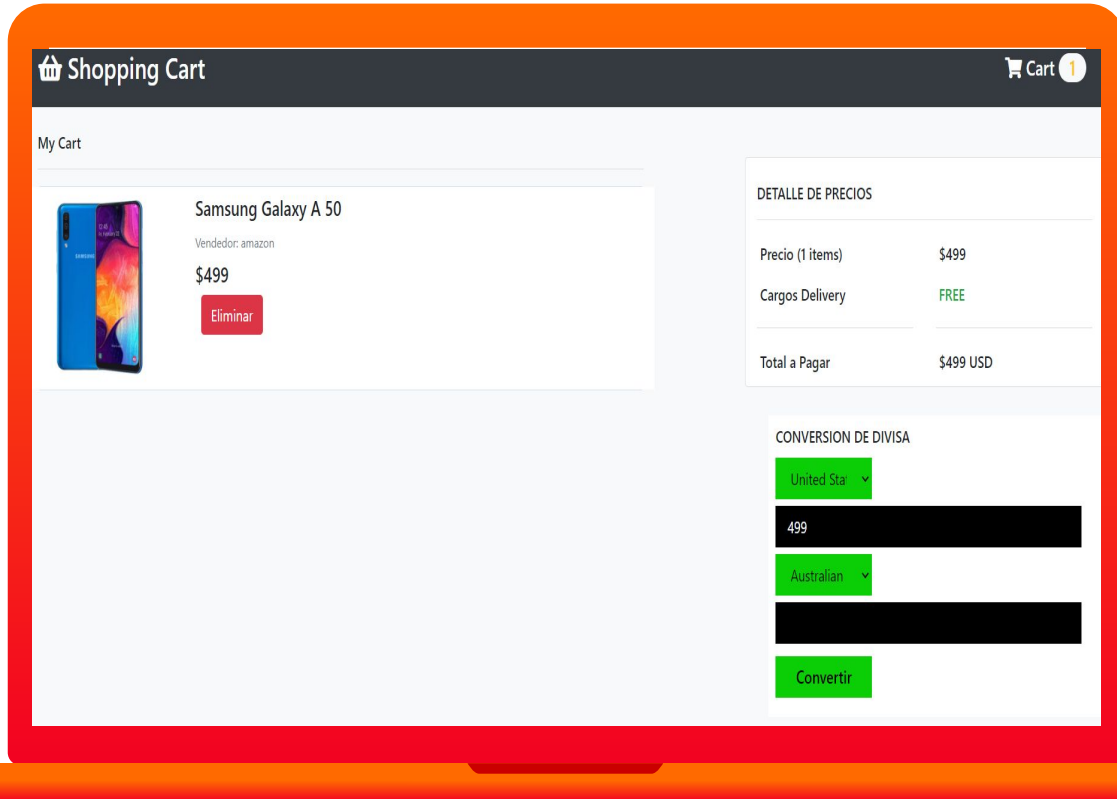 Shopping Cart
Cart 1
My Cart
Samsung Galaxy A 50
Vendedor: amazon
$499
Eliminar
SAMSUNG
DETALLE DE PRECIOS
Precio (1 items) $499
Cargos Delivery FREE
Total a Pagar $499 USD
CONVERSION DE DIVISA
United Sta
499
Australian
Convertir